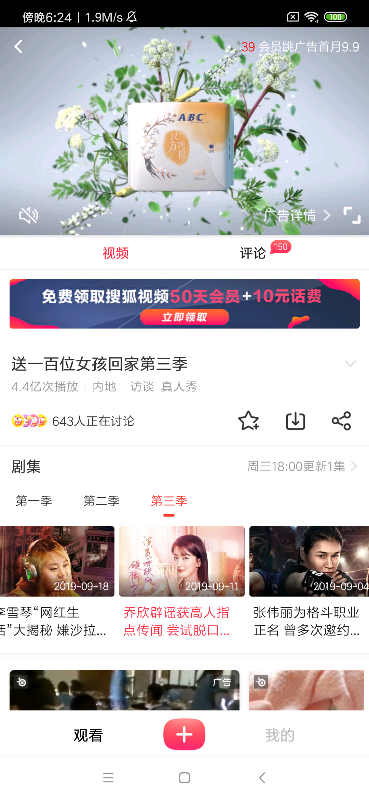 傍晚6:24 | 1.9M/s
100
39 会员跳广告首月9.9
ABC
汉方
广告详情
视频
评论
150
免费领取搜狐视频50天会员+10元话费
立即领取
送一百位女孩回家第三季
4.4亿次播放 | 内地 访谈 真人秀
643人正在讨论
剧集
周三18:00更新1集
第一季
第二季
第三季
2019-09-18
2019-09-11
2019-09-04
李雪琴“网红生
乔欣辟谣获高人指
张伟丽为格斗职业
活”大揭秘 嫌沙拉...
点传闻 尝试脱口...
正名 曾多次邀约...
广告
观看
我的